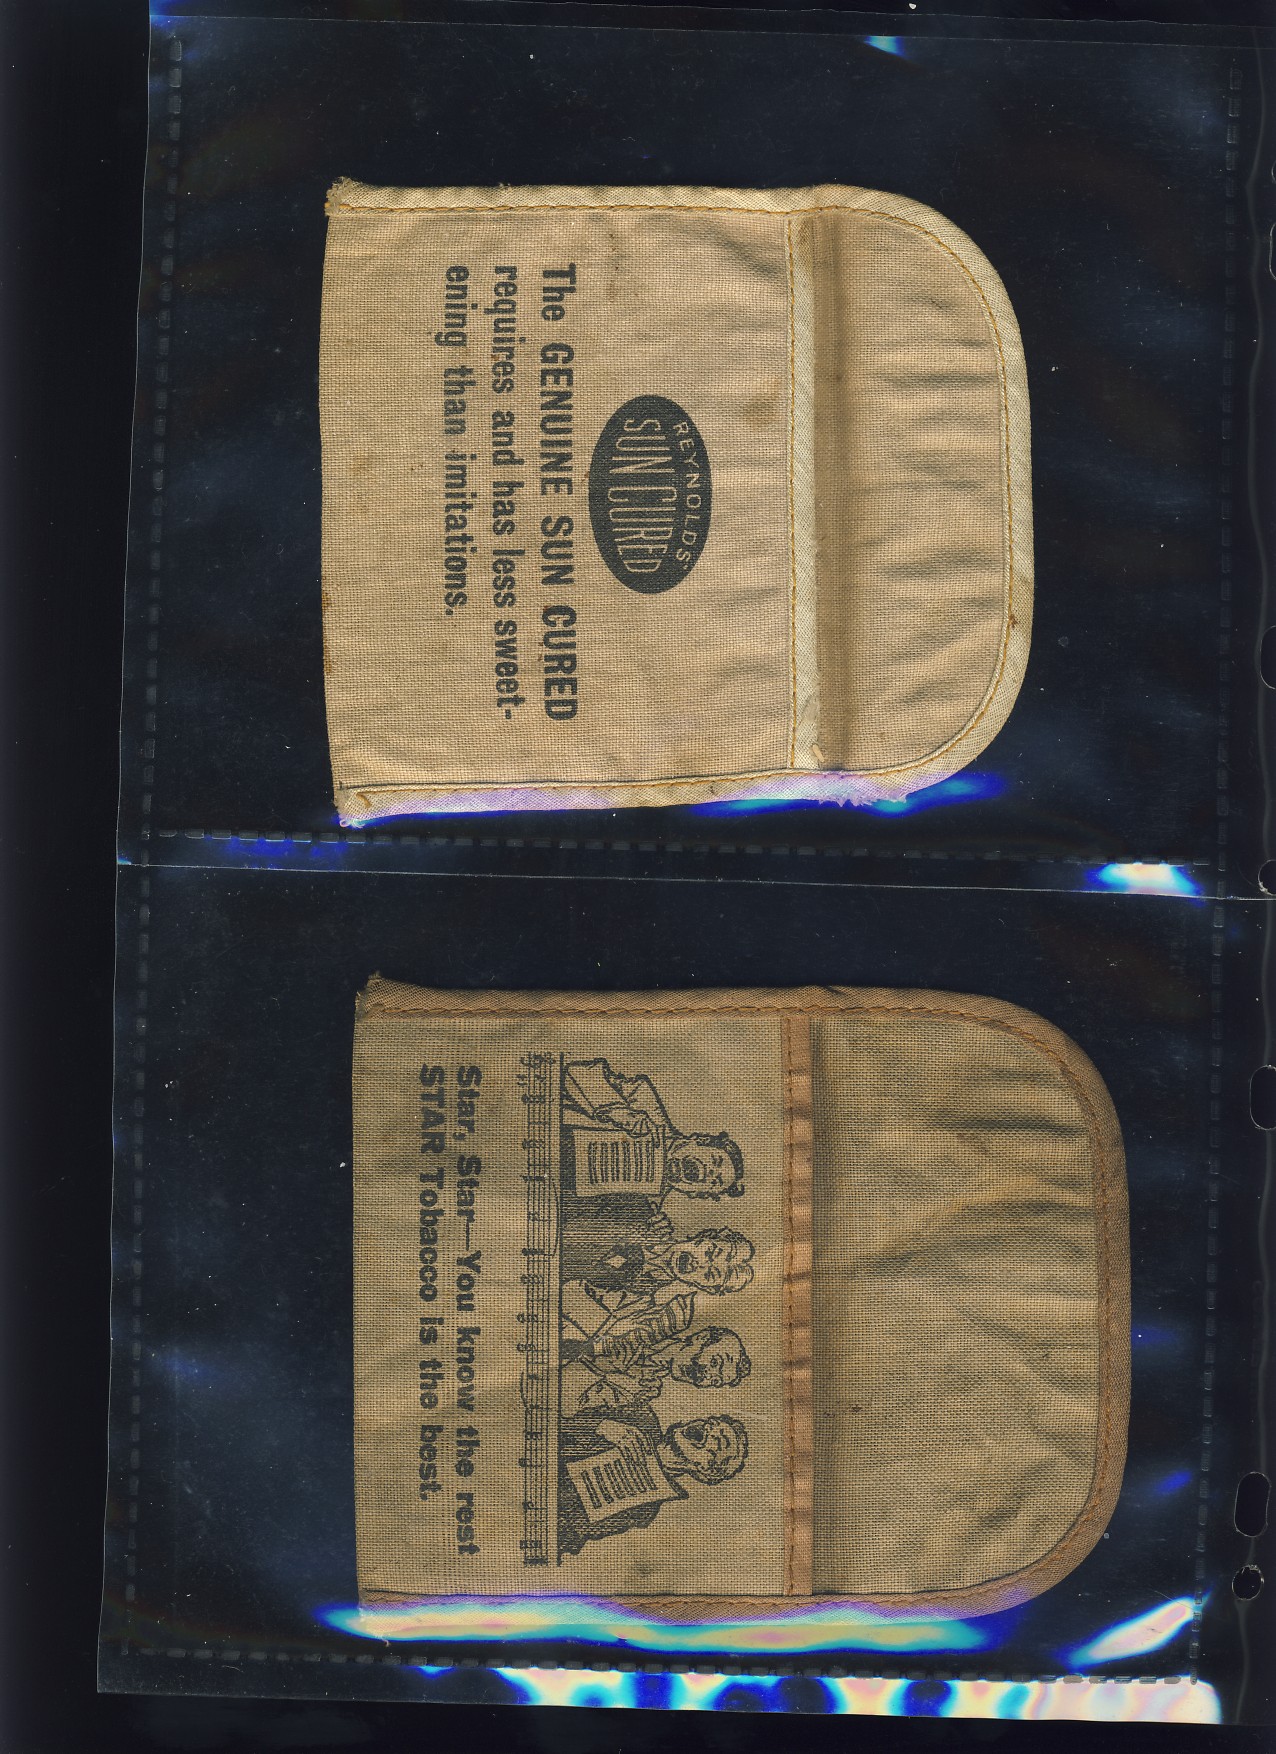 REYNOLDS'
SUN CURED
The GENUINE SUN CURED
requires and has less sweet-
ening than imitations.
Star, Star—You know the rest
STAR Tobacco is the best.